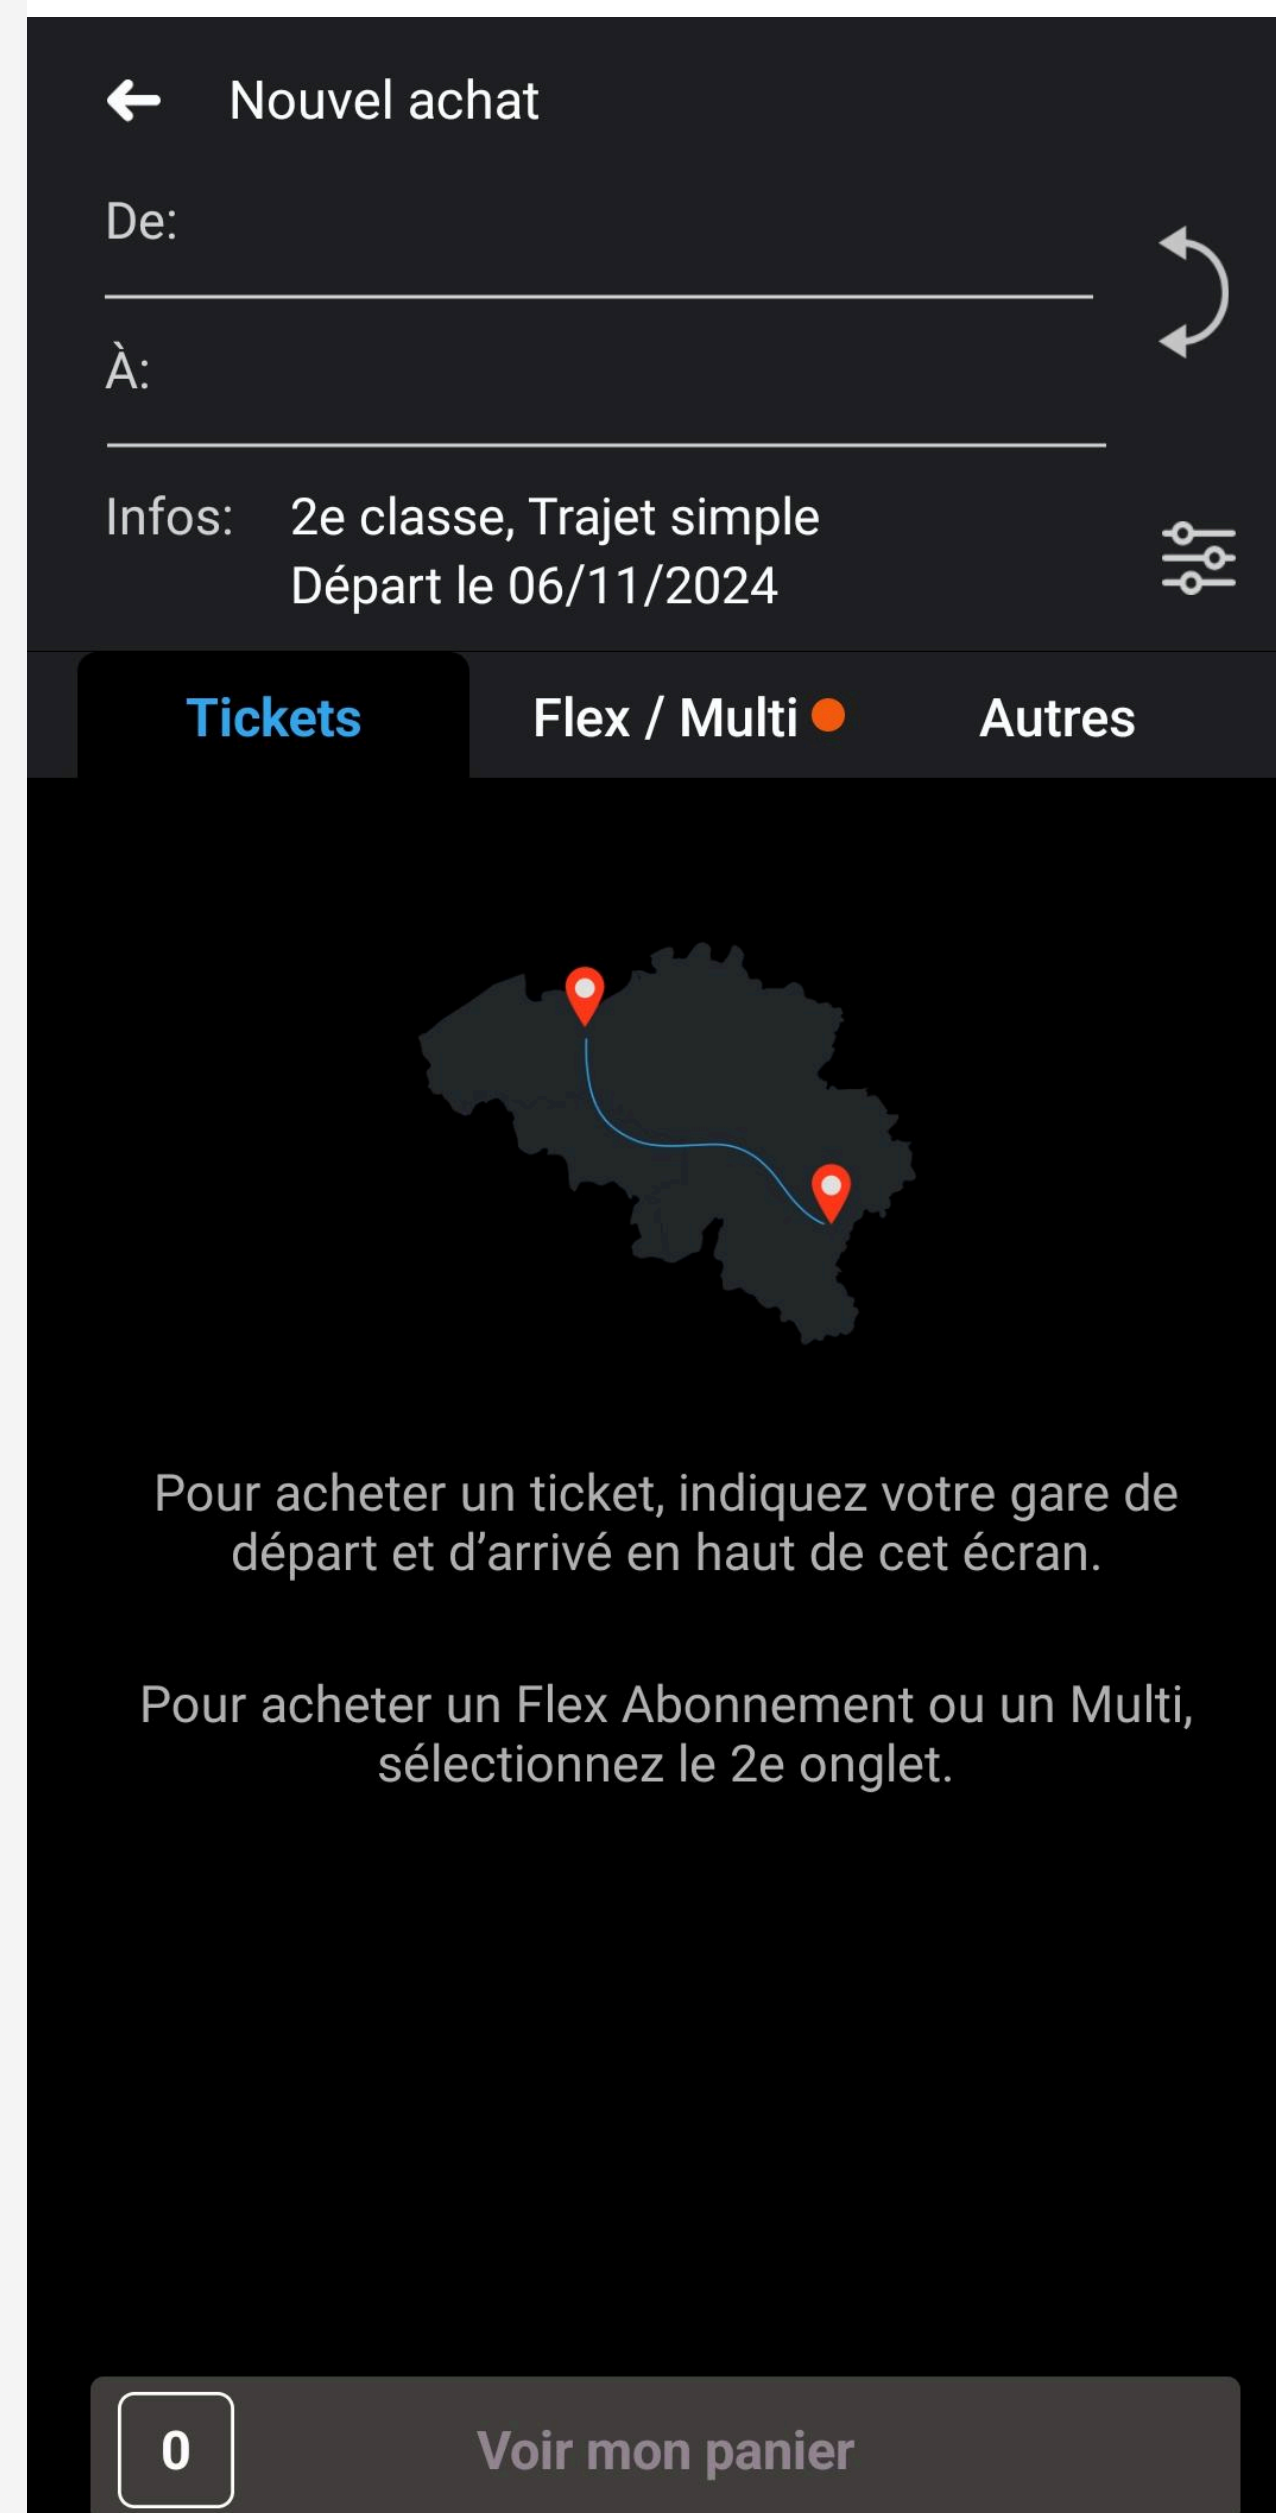 Nouvel achat
De:
À:
Infos: 2e classe, Trajet simple
Départ le 06/11/2024
Tickets Flex / Multi Autres
Pour acheter un ticket, indiquez votre gare de
départ et d’arrivé en haut de cet écran.
Pour acheter un Flex Abonnement ou un Multi,
sélectionnez le 2e onglet.
0 Voir mon panier